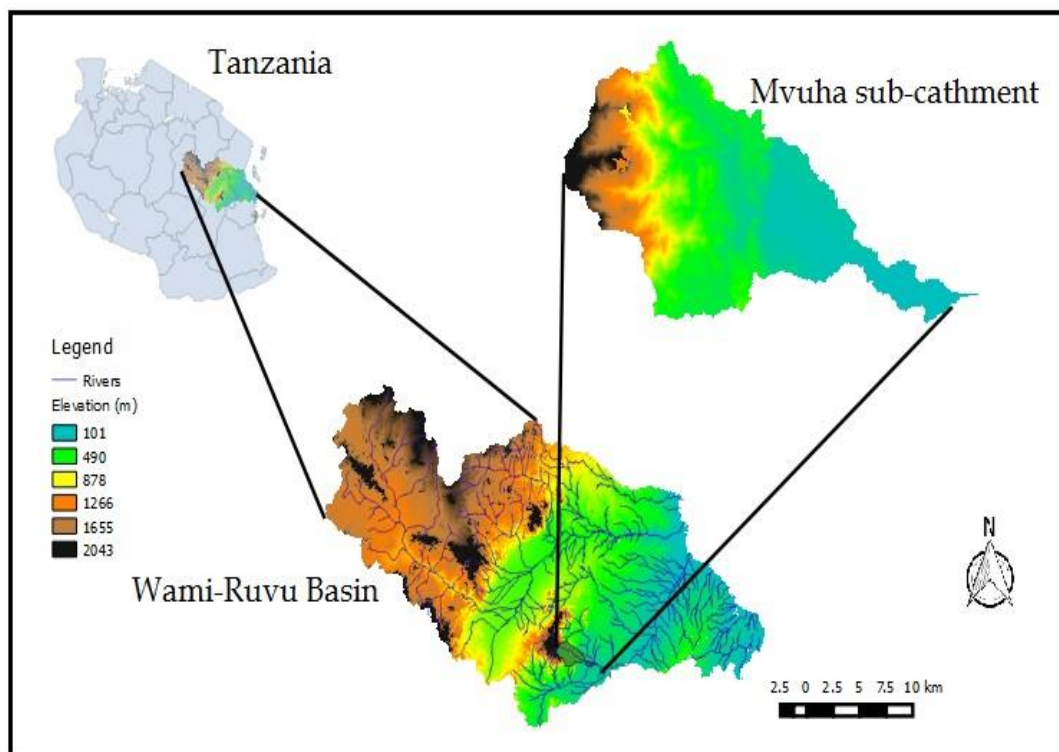 Tanzania
Mvuha sub-cathment
Legend
Rivers
Elevation (m)
101
490
878
1266
1655
2043
Wami-Ruvu Basin
N
2.5 0 2.5 5 7.5 10 km